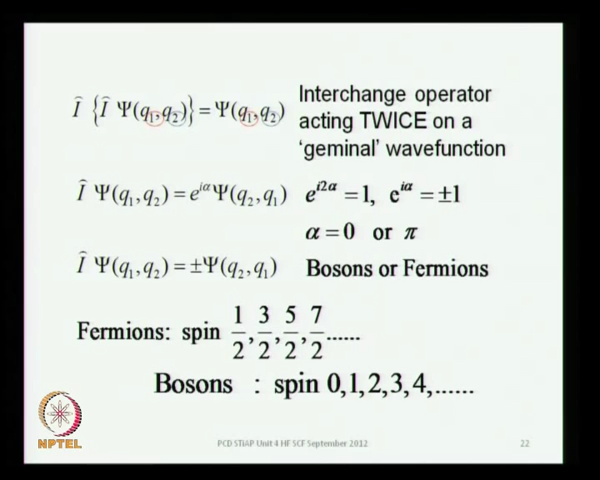 Î {Î Ψ(q₁,q₂)} = Ψ(q₁,q₂) Interchange operator
acting TWICE on a
'geminal' wavefunction
Î Ψ(q₁,q₂) = e^{iα}Ψ(q₂,q₁) e^{i2α} = 1, e^{iα} = ±1
α = 0 or π
Î Ψ(q₁,q₂) = ±Ψ(q₂,q₁) Bosons or Fermions
Fermions: spin 1/2, 3/2, 5/2, 7/2 ......
Bosons : spin 0,1,2,3,4,......
NPTEL
PCD STiAP Unit 4 HF SCF September 2012 22